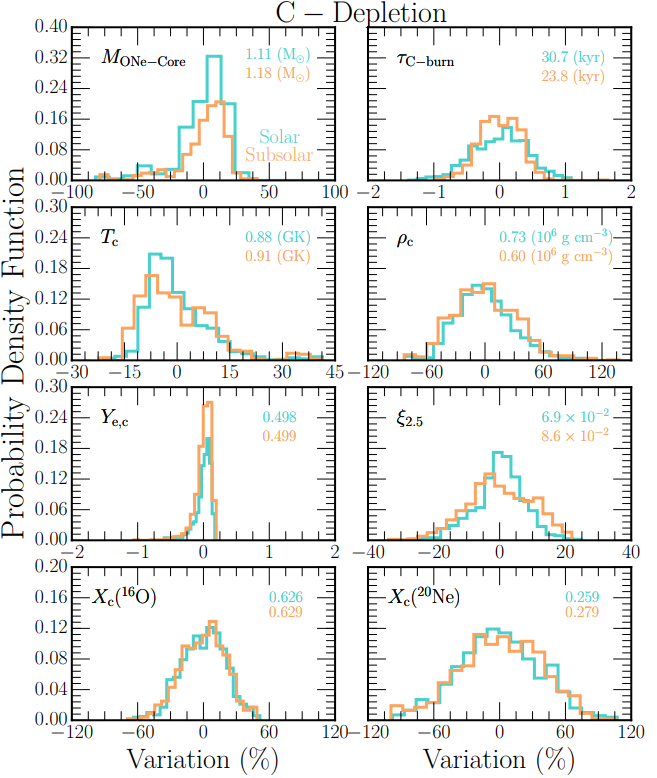 C − Depletion
Probability Density Function
0.40
0.32
0.24
0.16
0.08
0.00
M_ONe−Core
1.11 (M⊙)
1.18 (M⊙)
Solar
Subsolar
−100 −50 0 50 100
τ_C−burn
30.7 (kyr)
23.8 (kyr)
−2 −1 0 1 2
0.30
0.24
0.18
0.12
0.06
0.00
T_c
0.88 (GK)
0.91 (GK)
−30 −15 0 15 30 45
ρ_c
0.73 (10⁶ g cm⁻³)
0.60 (10⁶ g cm⁻³)
−120 −60 0 60 120
0.30
0.24
0.18
0.12
0.06
0.00
Y_e,c
0.498
0.499
−2 −1 0 1 2
ξ_2.5
6.9 × 10⁻²
8.6 × 10⁻²
−40 −20 0 20 40
0.20
0.16
0.12
0.08
0.04
0.00
X_c(¹⁶O)
0.626
0.629
−120 −60 0 60 120
X_c(²⁰Ne)
0.259
0.279
−120 −60 0 60 120
Variation (%)
Variation (%)